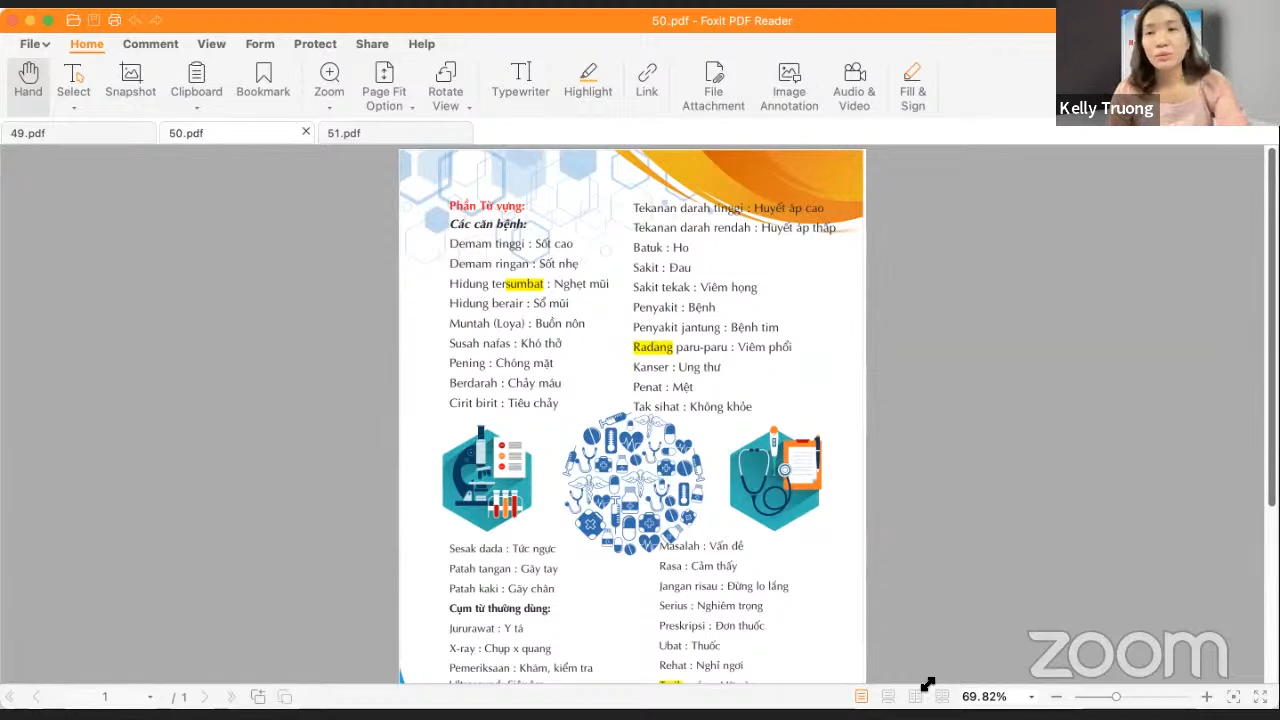 50.pdf - Foxit PDF Reader
File Home Comment View Form Protect Share Help
Hand Select Snapshot Clipboard Bookmark Zoom Page Fit Option Rotate View Typewriter Highlight Link File Attachment Image Annotation Audio & Video Fill & Sign
Kelly Truong
49.pdf 50.pdf 51.pdf
Phần Từ vựng:
Các căn bệnh:
Demam tinggi : Sốt cao
Demam ringan : Sốt nhẹ
Hidung tersumbat : Nghẹt mũi
Hidung berair : Sổ mũi
Muntah (Loya) : Buồn nôn
Susah nafas : Khó thở
Pening : Chóng mặt
Berdarah : Chảy máu
Cirit birit : Tiêu chảy
Tekanan darah tinggi : Huyết áp cao
Tekanan darah rendah : Huyết áp thấp
Batuk : Ho
Sakit : Đau
Sakit tekak : Viêm họng
Penyakit : Bệnh
Penyakit jantung : Bệnh tim
Radang paru-paru : Viêm phổi
Kanser : Ung thư
Penat : Mệt
Tak sihat : Không khỏe
Sesak dada : Tức ngực
Patah tangan : Gãy tay
Patah kaki : Gãy chân
Cụm từ thường dùng:
Jururawat : Y tá
X-ray : Chụp x quang
Pemeriksaan : Khám, kiểm tra
Masalah : Vấn đề
Rasa : Cảm thấy
Jangan risau : Đừng lo lắng
Serius : Nghiêm trọng
Preskripsi : Đơn thuốc
Ubat : Thuốc
Rehat : Nghỉ ngơi
zoom
1 / 1 69.82%